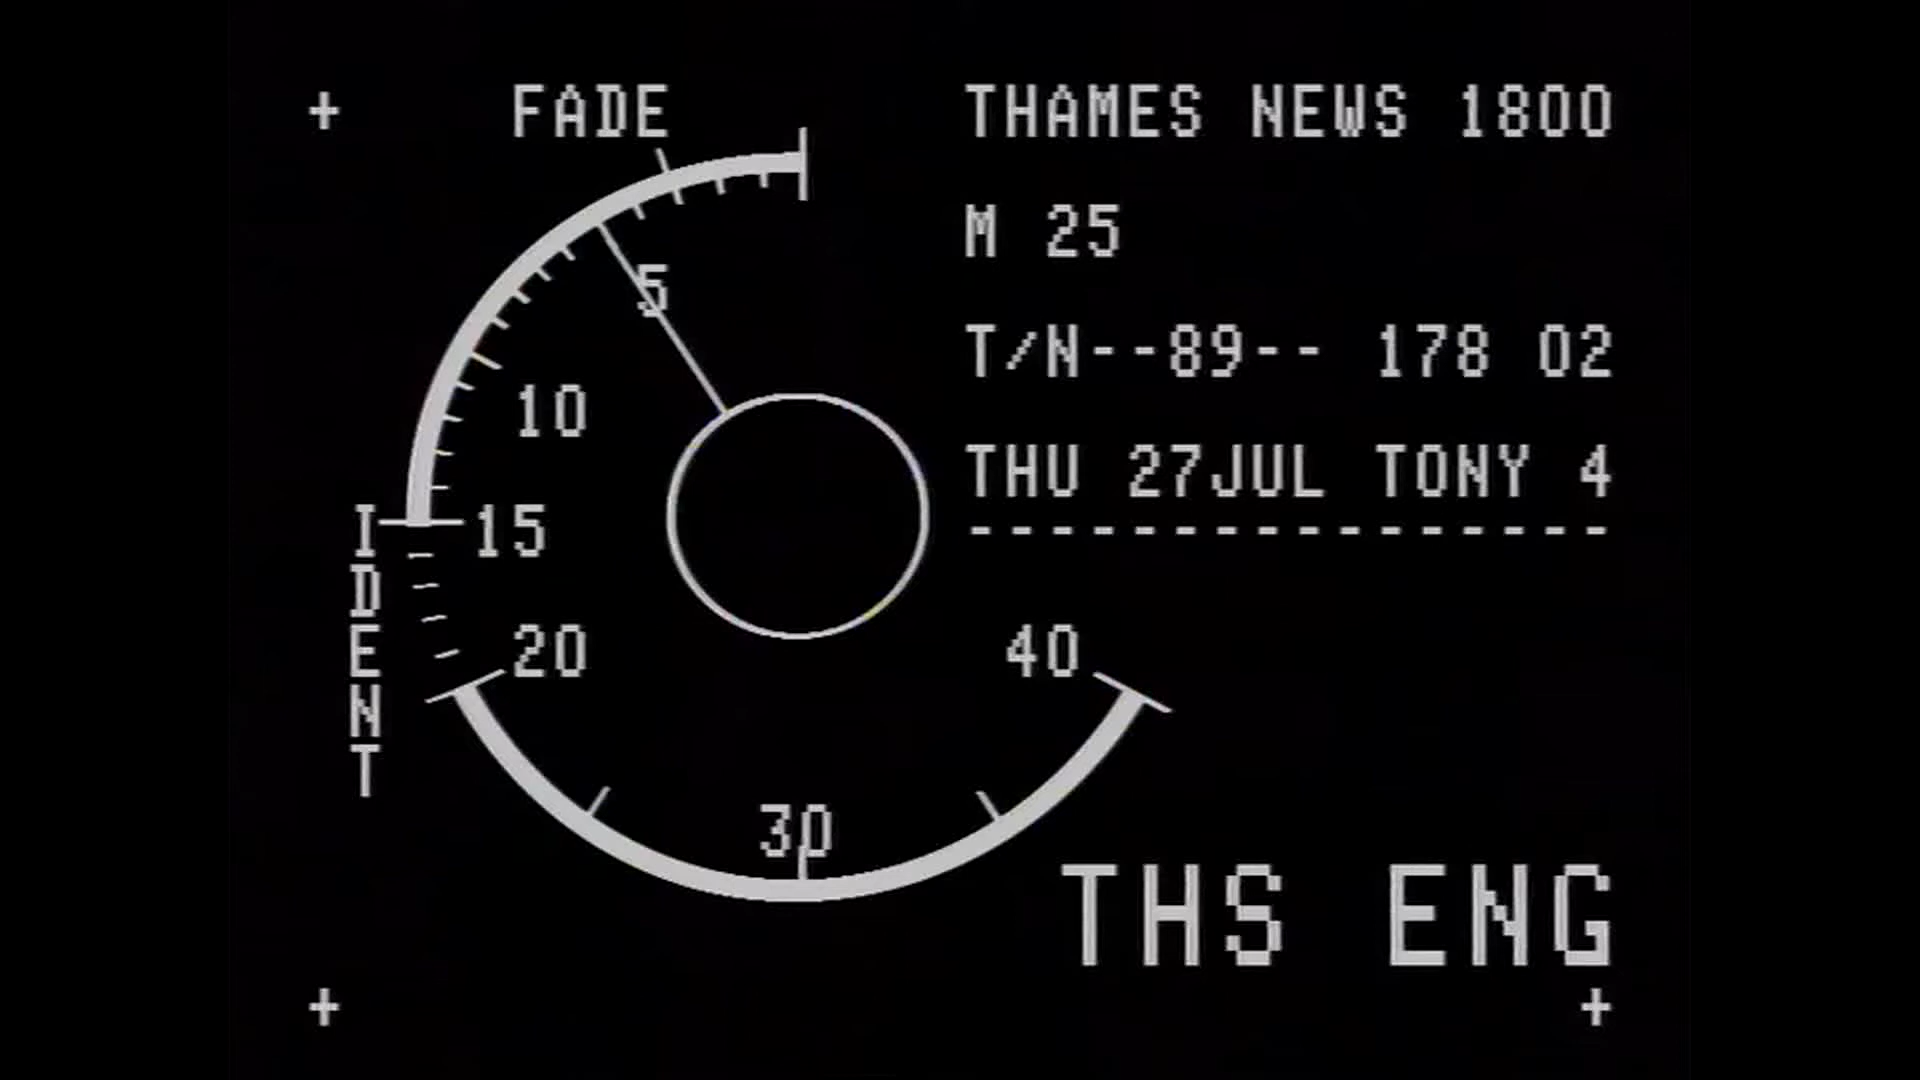 + FADE THAMES NEWS 1800
M 25
5
T/N--89-- 178 02
10
THU 27JUL TONY 4
----------------
15
IDENT
20 40
30
THS ENG
+ +